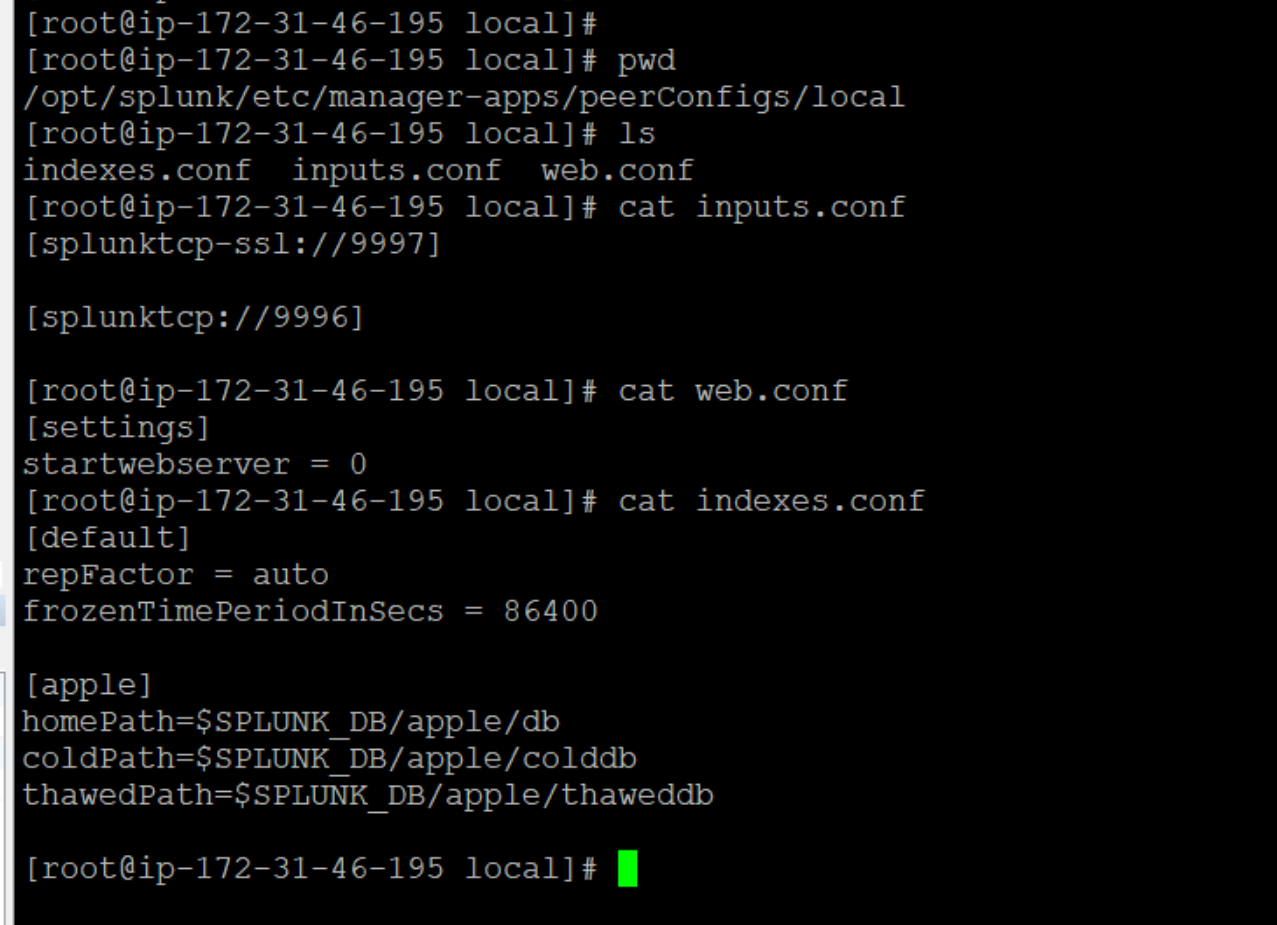 [root@ip-172-31-46-195 local]#
[root@ip-172-31-46-195 local]# pwd
/opt/splunk/etc/manager-apps/peerConfigs/local
[root@ip-172-31-46-195 local]# ls
indexes.conf  inputs.conf  web.conf
[root@ip-172-31-46-195 local]# cat inputs.conf
[splunktcp-ssl://9997]
[splunktcp://9996]
[root@ip-172-31-46-195 local]# cat web.conf
[settings]
startwebserver = 0
[root@ip-172-31-46-195 local]# cat indexes.conf
[default]
repFactor = auto
frozenTimePeriodInSecs = 86400
[apple]
homePath=$SPLUNK_DB/apple/db
coldPath=$SPLUNK_DB/apple/colddb
thawedPath=$SPLUNK_DB/apple/thaweddb
[root@ip-172-31-46-195 local]#